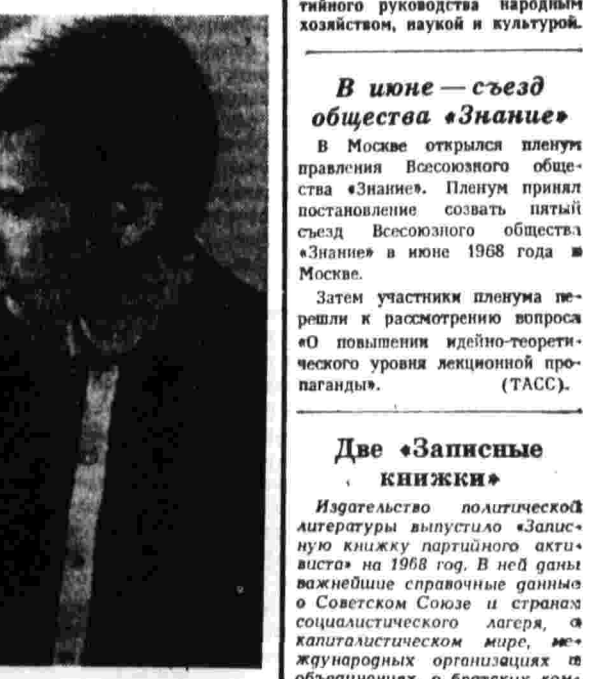 тийного руководства народным
хозяйством, наукой и культурой.
В июне — съезд
общества «Знание»
В Москве открылся пленум
правления Всесоюзного обще-
ства «Знание». Пленум принял
постановление созвать пятый
съезд Всесоюзного общества
«Знание» в июне 1968 года в
Москве.
Затем участники пленума пе-
решли к рассмотрению вопроса
«О повышении идейно-теорети-
ческого уровня лекционной про-
паганды». (ТАСС).
Две «Записные
книжки»
Издательство политической
литературы выпустило «Запис-
ную книжку партийного акти-
виста» на 1968 год. В ней даны
важнейшие справочные данные
о Советском Союзе и странах
социалистического лагеря, о
капиталистическом мире, ме-
ждународных организациях и
объединениях, о братских ком-